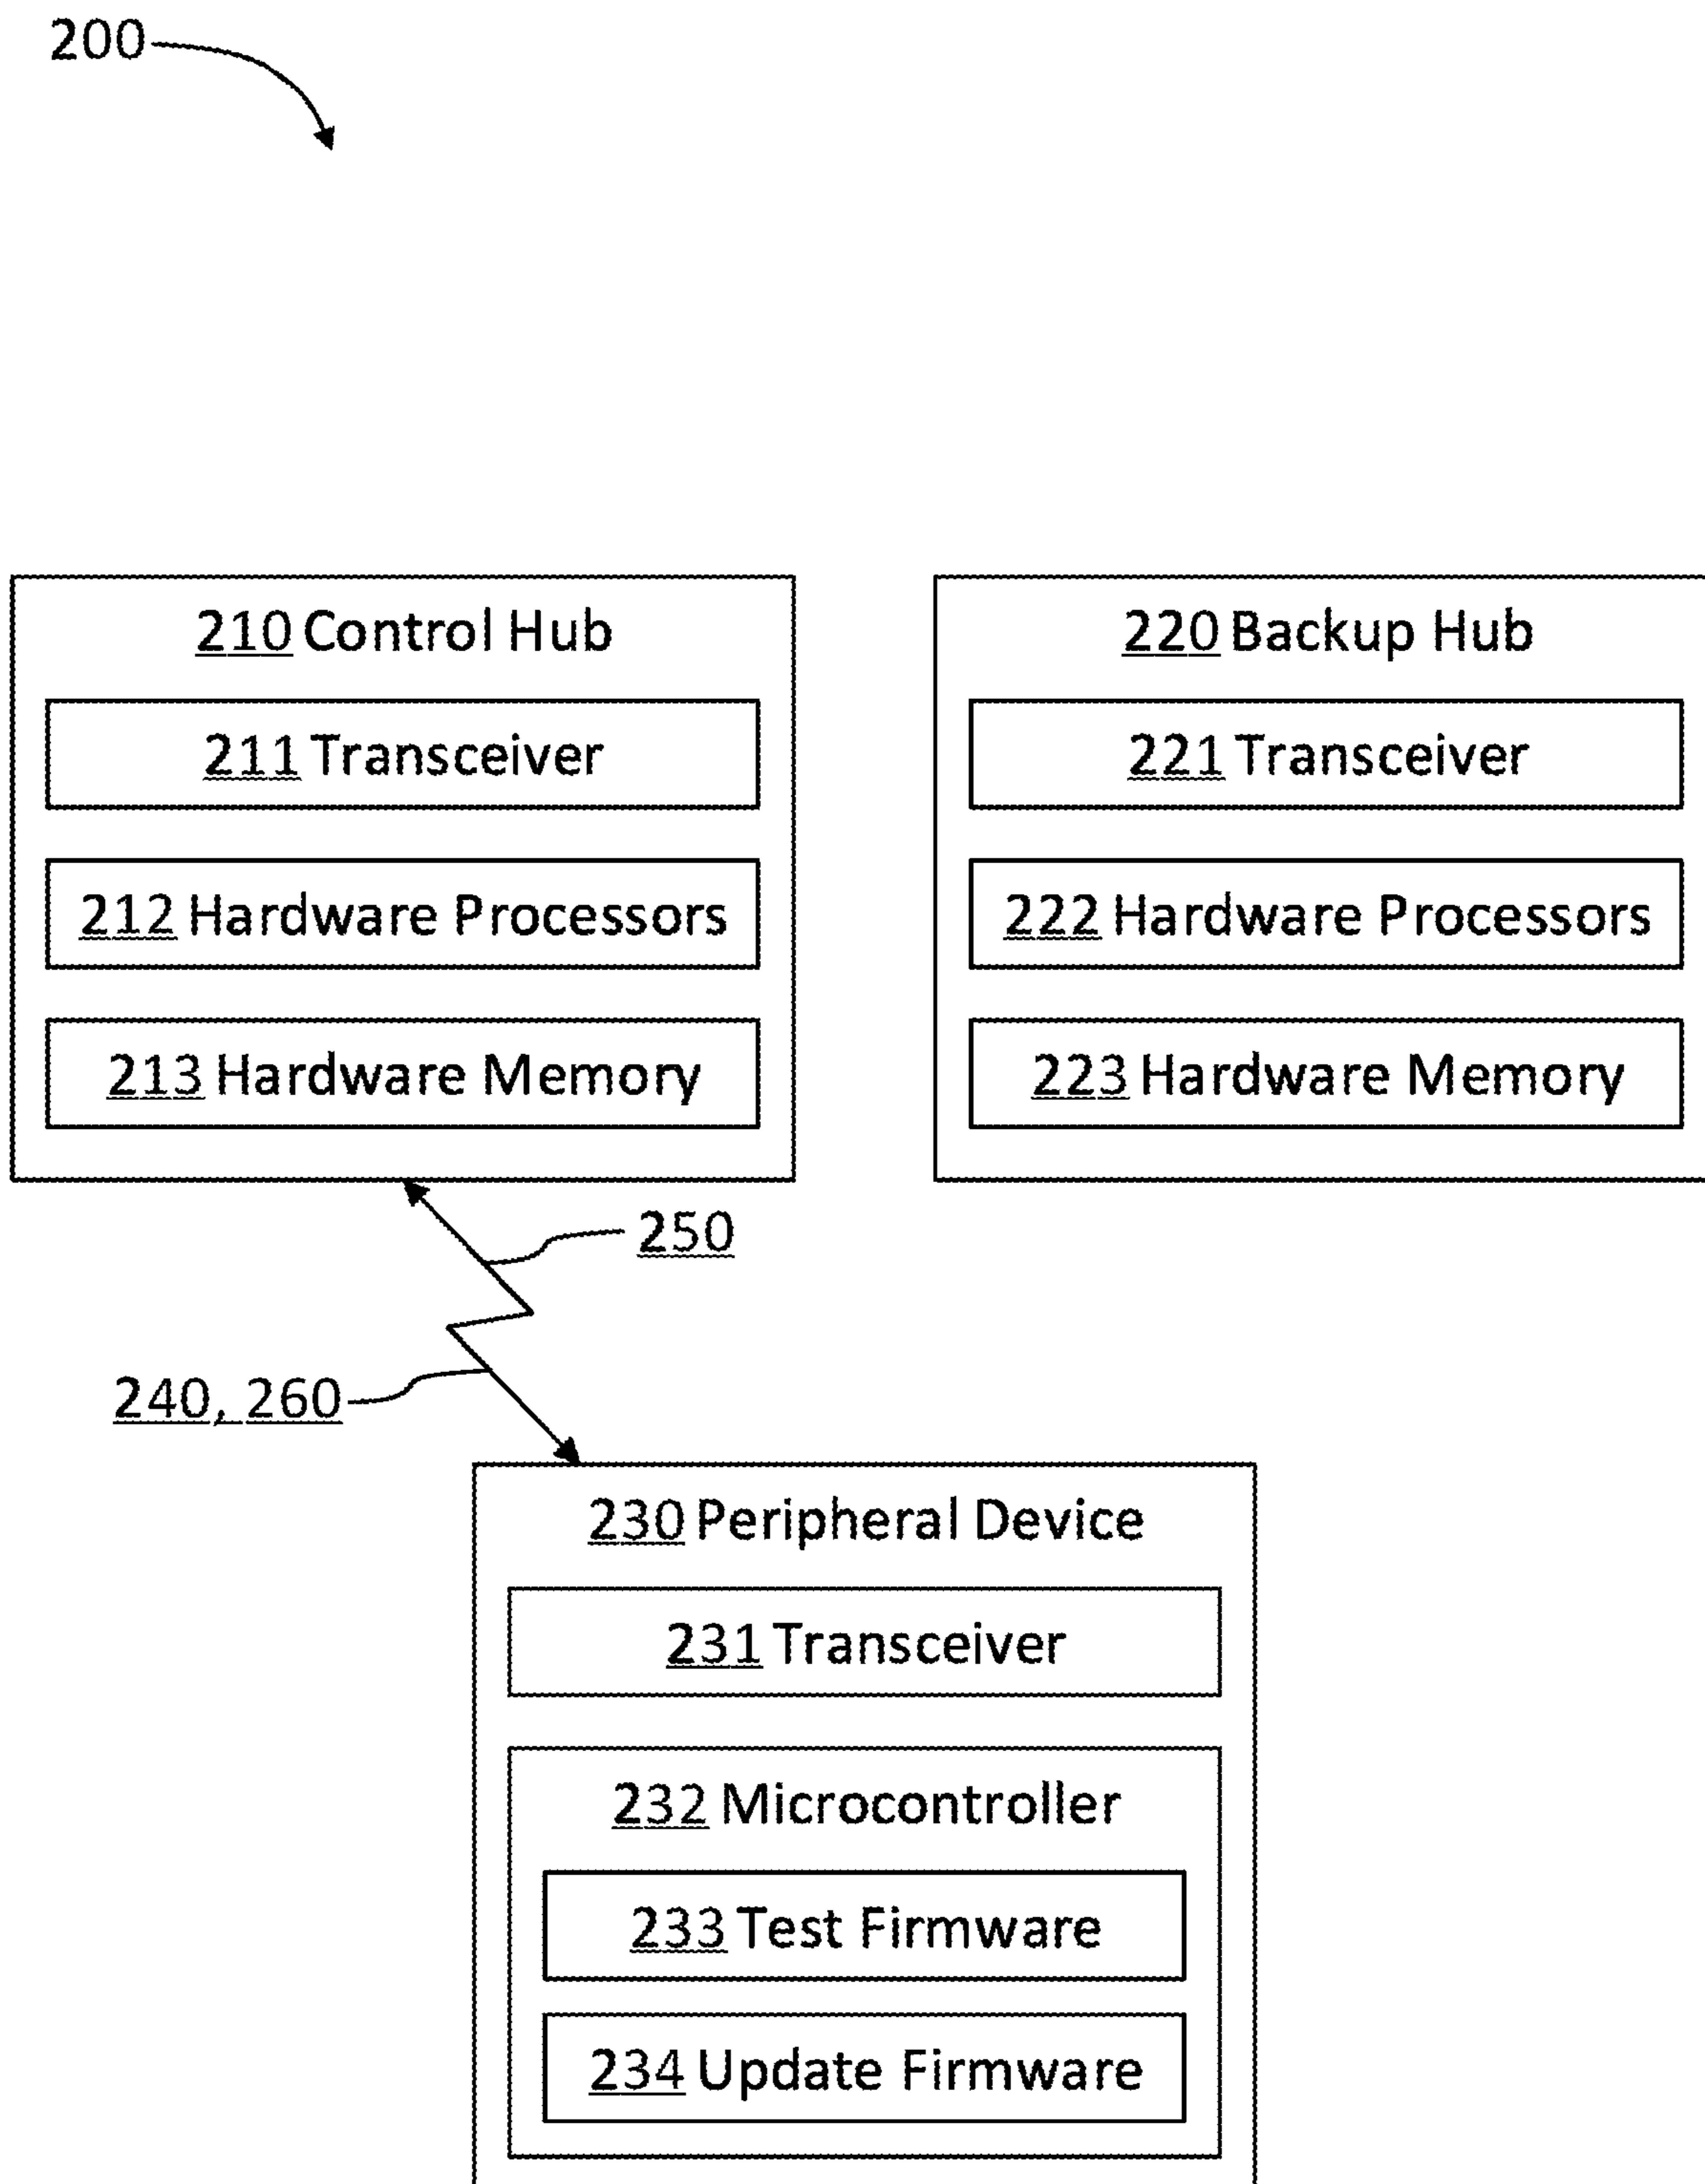 200
210 Control Hub
211 Transceiver
212 Hardware Processors
213 Hardware Memory
220 Backup Hub
221 Transceiver
222 Hardware Processors
223 Hardware Memory
250
240, 260
230 Peripheral Device
231 Transceiver
232 Microcontroller
233 Test Firmware
234 Update Firmware